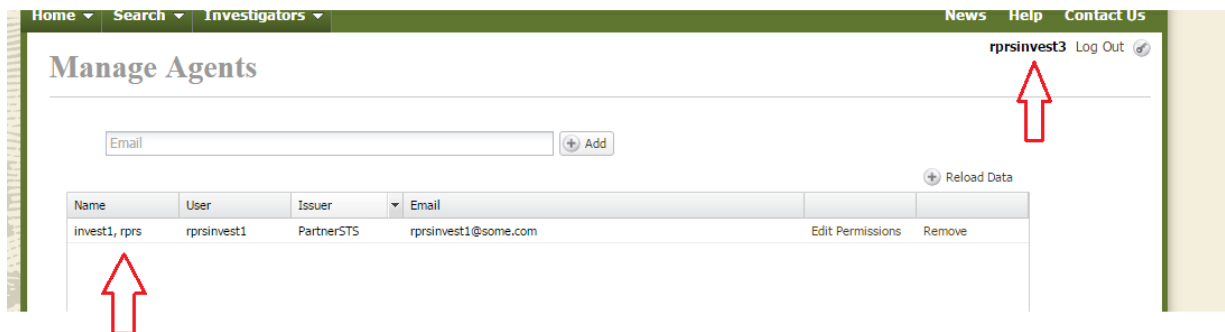 Home Search Investigators News Help Contact Us
rprsinvest3 Log Out
Manage Agents
Email Add
Reload Data
Name User Issuer Email
invest1, rprs rprsinvest1 PartnerSTS rprsinvest1@some.com Edit Permissions Remove